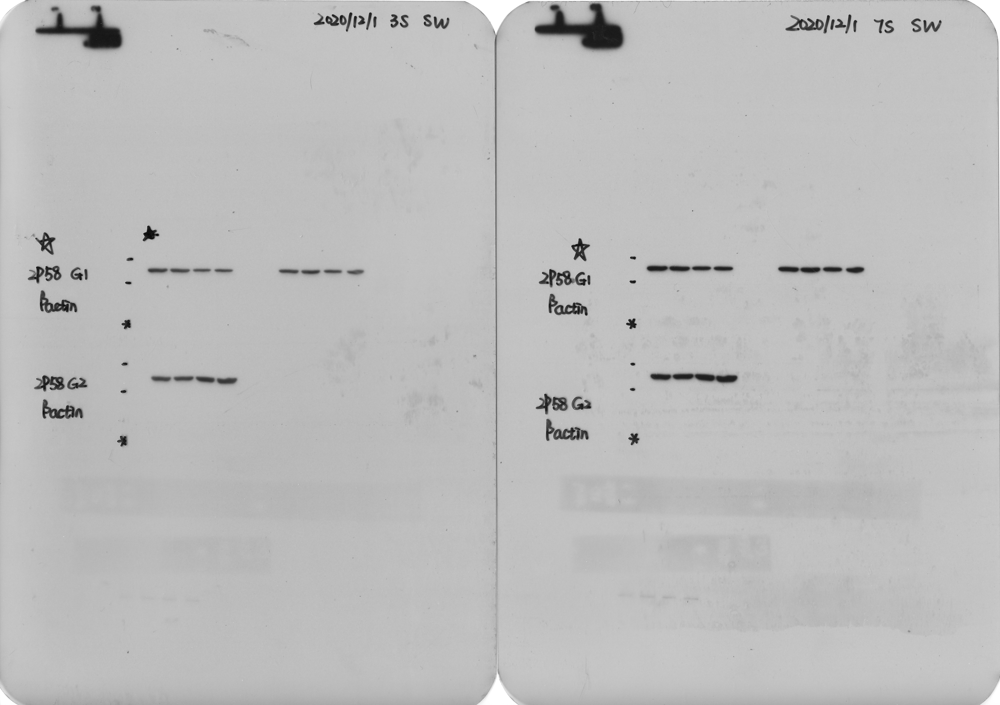 2020/12/1 3S SW
2P58 G1
βactin
*
2P58 G2
βactin
*
2020/12/1 7S SW
2P58 G1
βactin
*
2P58 G2
βactin
*